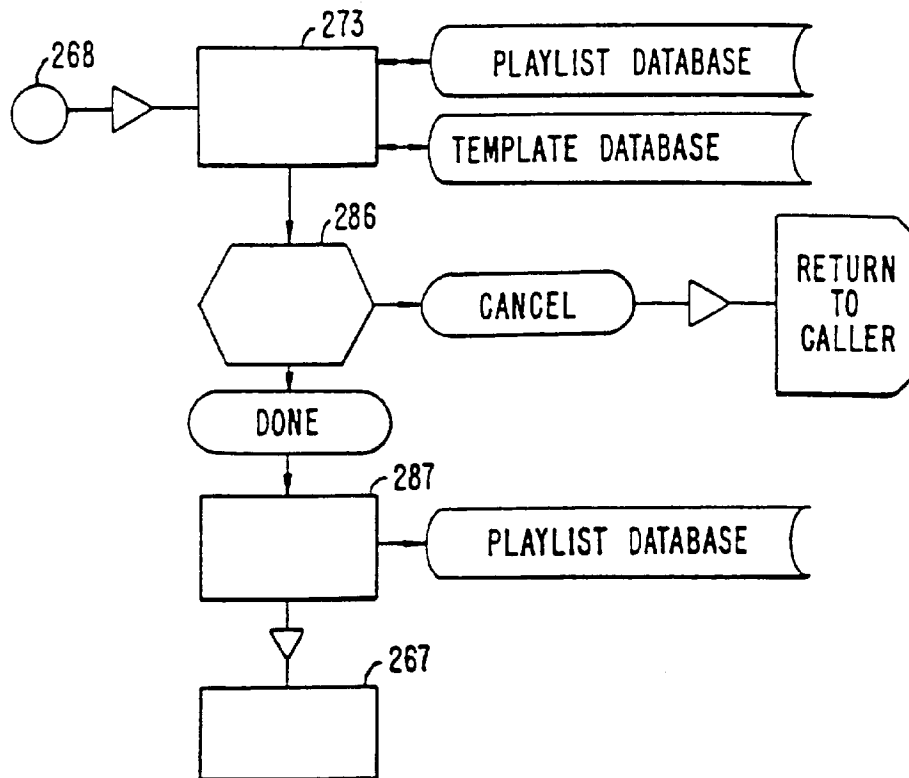 268
273
PLAYLIST DATABASE
TEMPLATE DATABASE
286
CANCEL
RETURN
TO
CALLER
DONE
287
PLAYLIST DATABASE
267